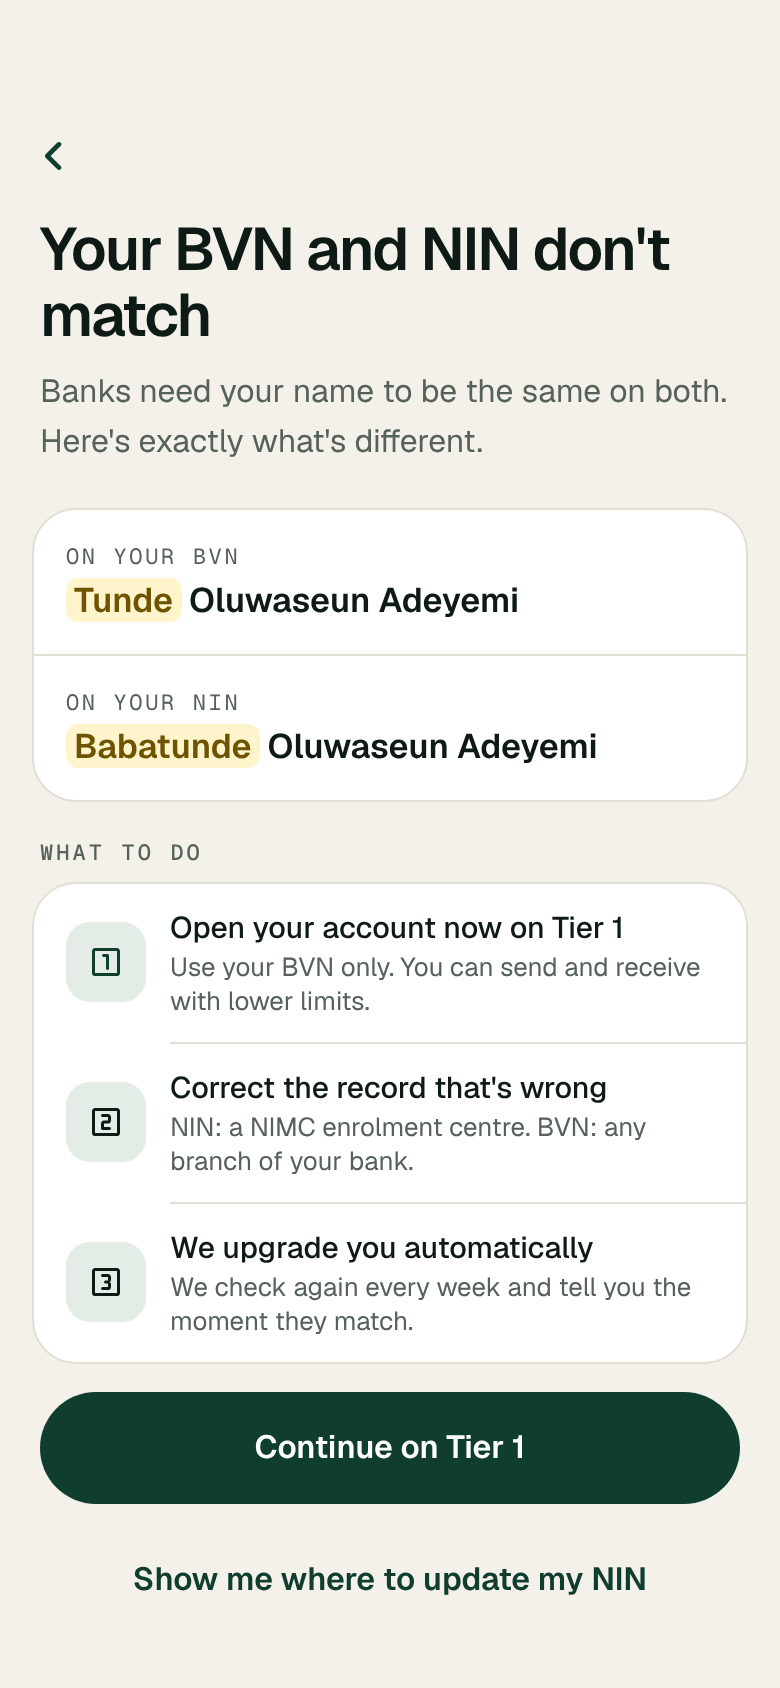 Your BVN and NIN don't
match
Banks need your name to be the same on both.
Here's exactly what's different.
ON YOUR BVN
Tunde Oluwaseun Adeyemi
ON YOUR NIN
Babatunde Oluwaseun Adeyemi
WHAT TO DO
1
Open your account now on Tier 1
Use your BVN only. You can send and receive
with lower limits.
2
Correct the record that's wrong
NIN: a NIMC enrolment centre. BVN: any
branch of your bank.
3
We upgrade you automatically
We check again every week and tell you the
moment they match.
Continue on Tier 1
Show me where to update my NIN